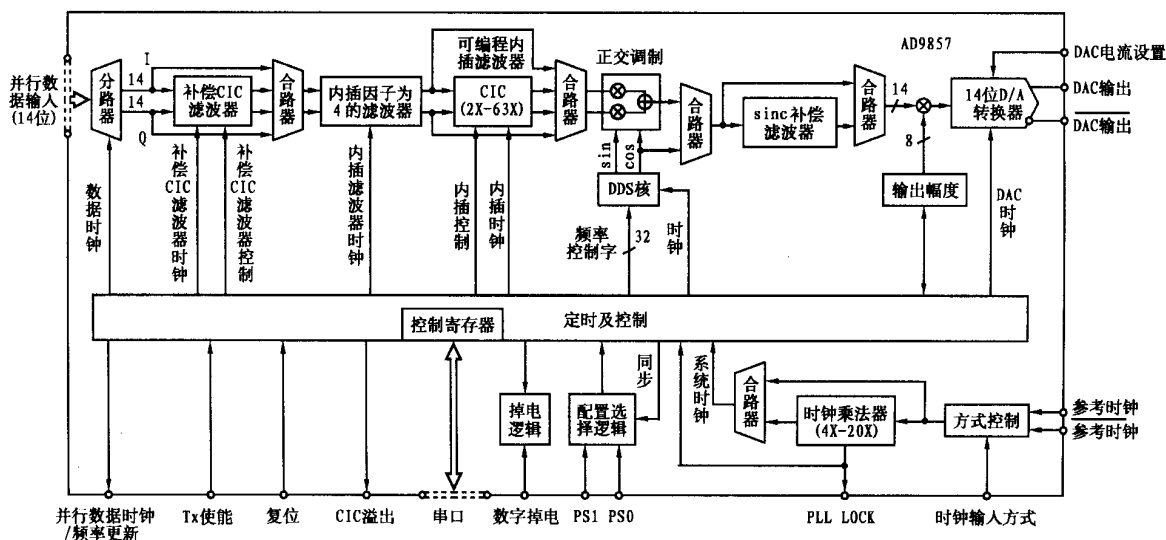 AD9857
并行数
据输入
(14位)
分路器
I
14
14
Q
补偿CIC
滤波器
合路器
内插因子为
4的滤波器
可编程内
插滤波器
CIC
(2X-63X)
合路器
正交调制
sin
cos
DDS核
合路器
sinc补偿
滤波器
合路器
14
8
14位D/A
转换器
输出幅度
DAC电流设置
DAC输出
DAC输出
数据时钟
补偿CIC滤波器时钟
补偿CIC滤波器控制
内插滤波器时钟
内插控制
内插时钟
频率
控制字
32
时钟
DAC
时钟
控制寄存器
定时及控制
掉电
逻辑
配置选
择逻辑
同步
系统时钟
合路器
时钟乘法器
(4X-20X)
方式控制
参考时钟
参考时钟
并行数据时钟
/频率更新
Tx使能
复位
CIC溢出
串口
数字掉电
PS1 PS0
PLL LOCK
时钟输入方式